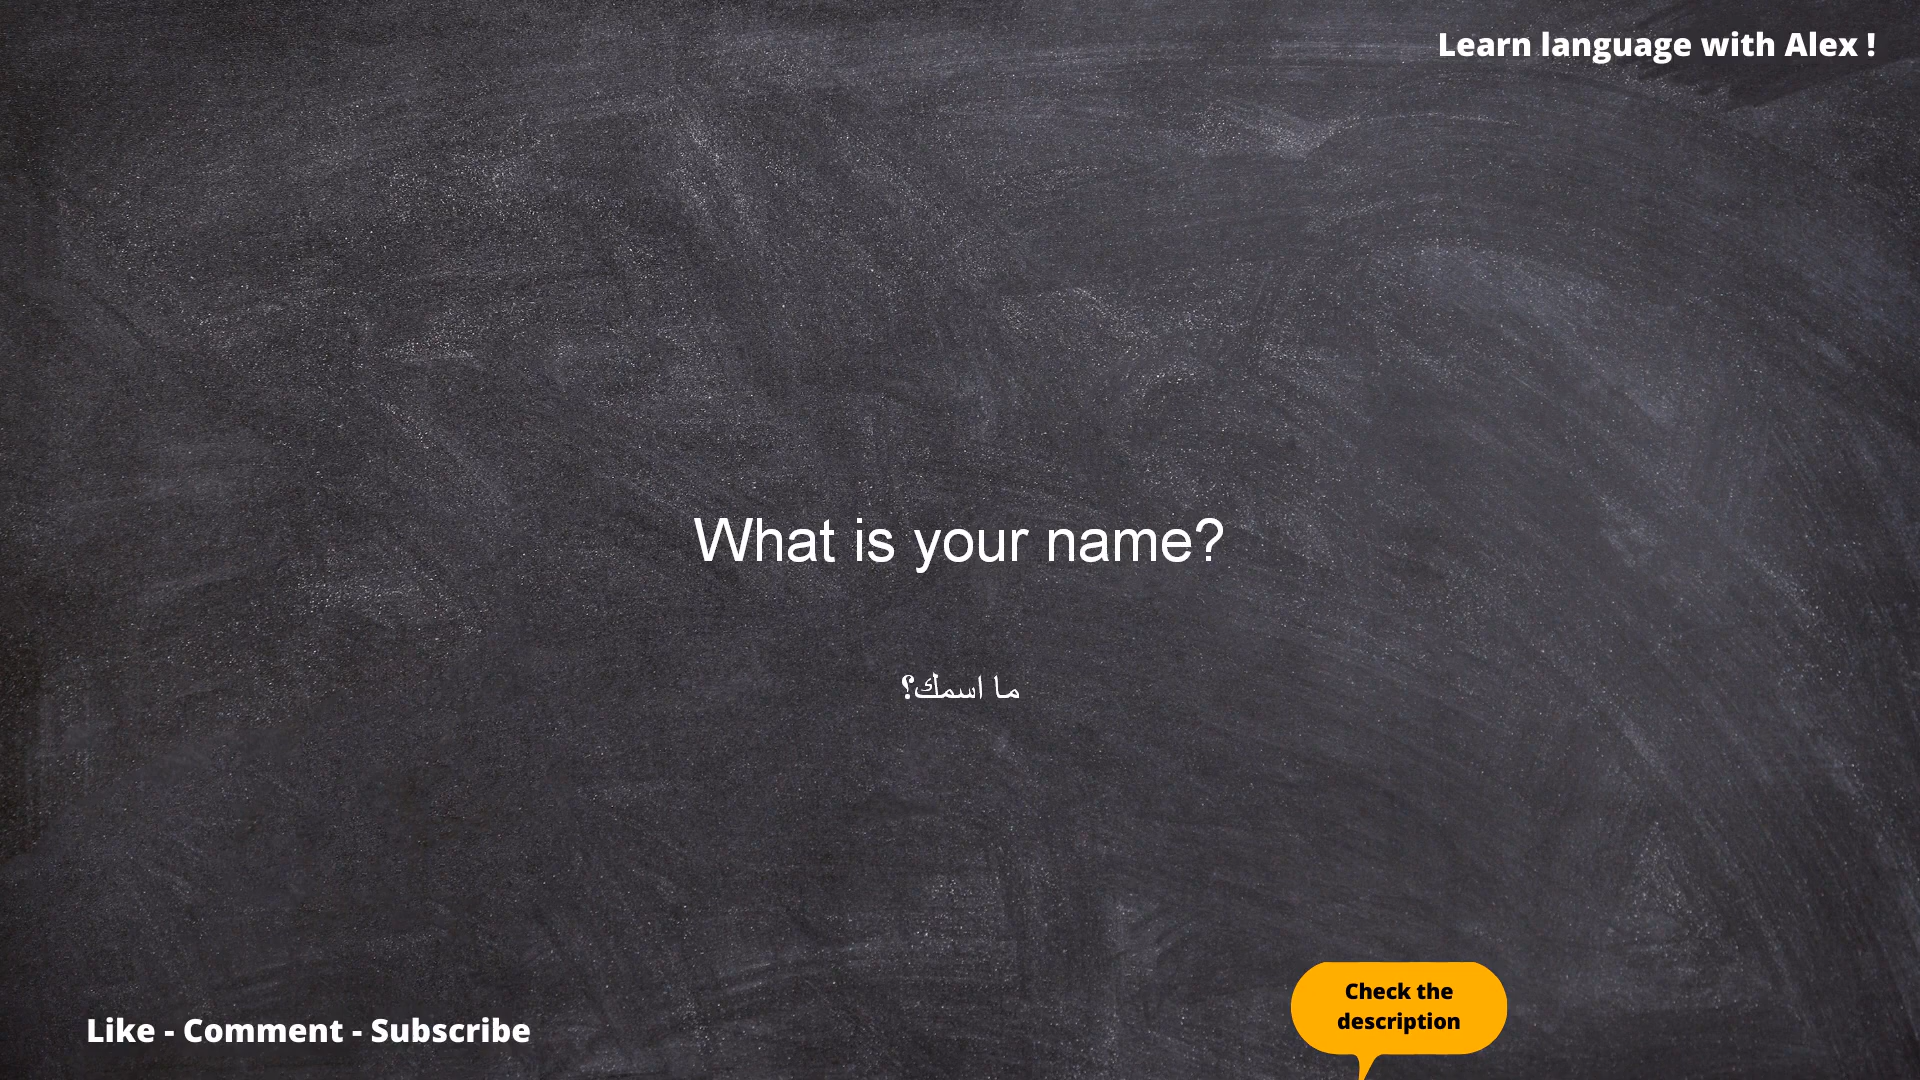 Learn language with Alex !
What is your name?
ما اسمك؟
Check the
description
Like - Comment - Subscribe